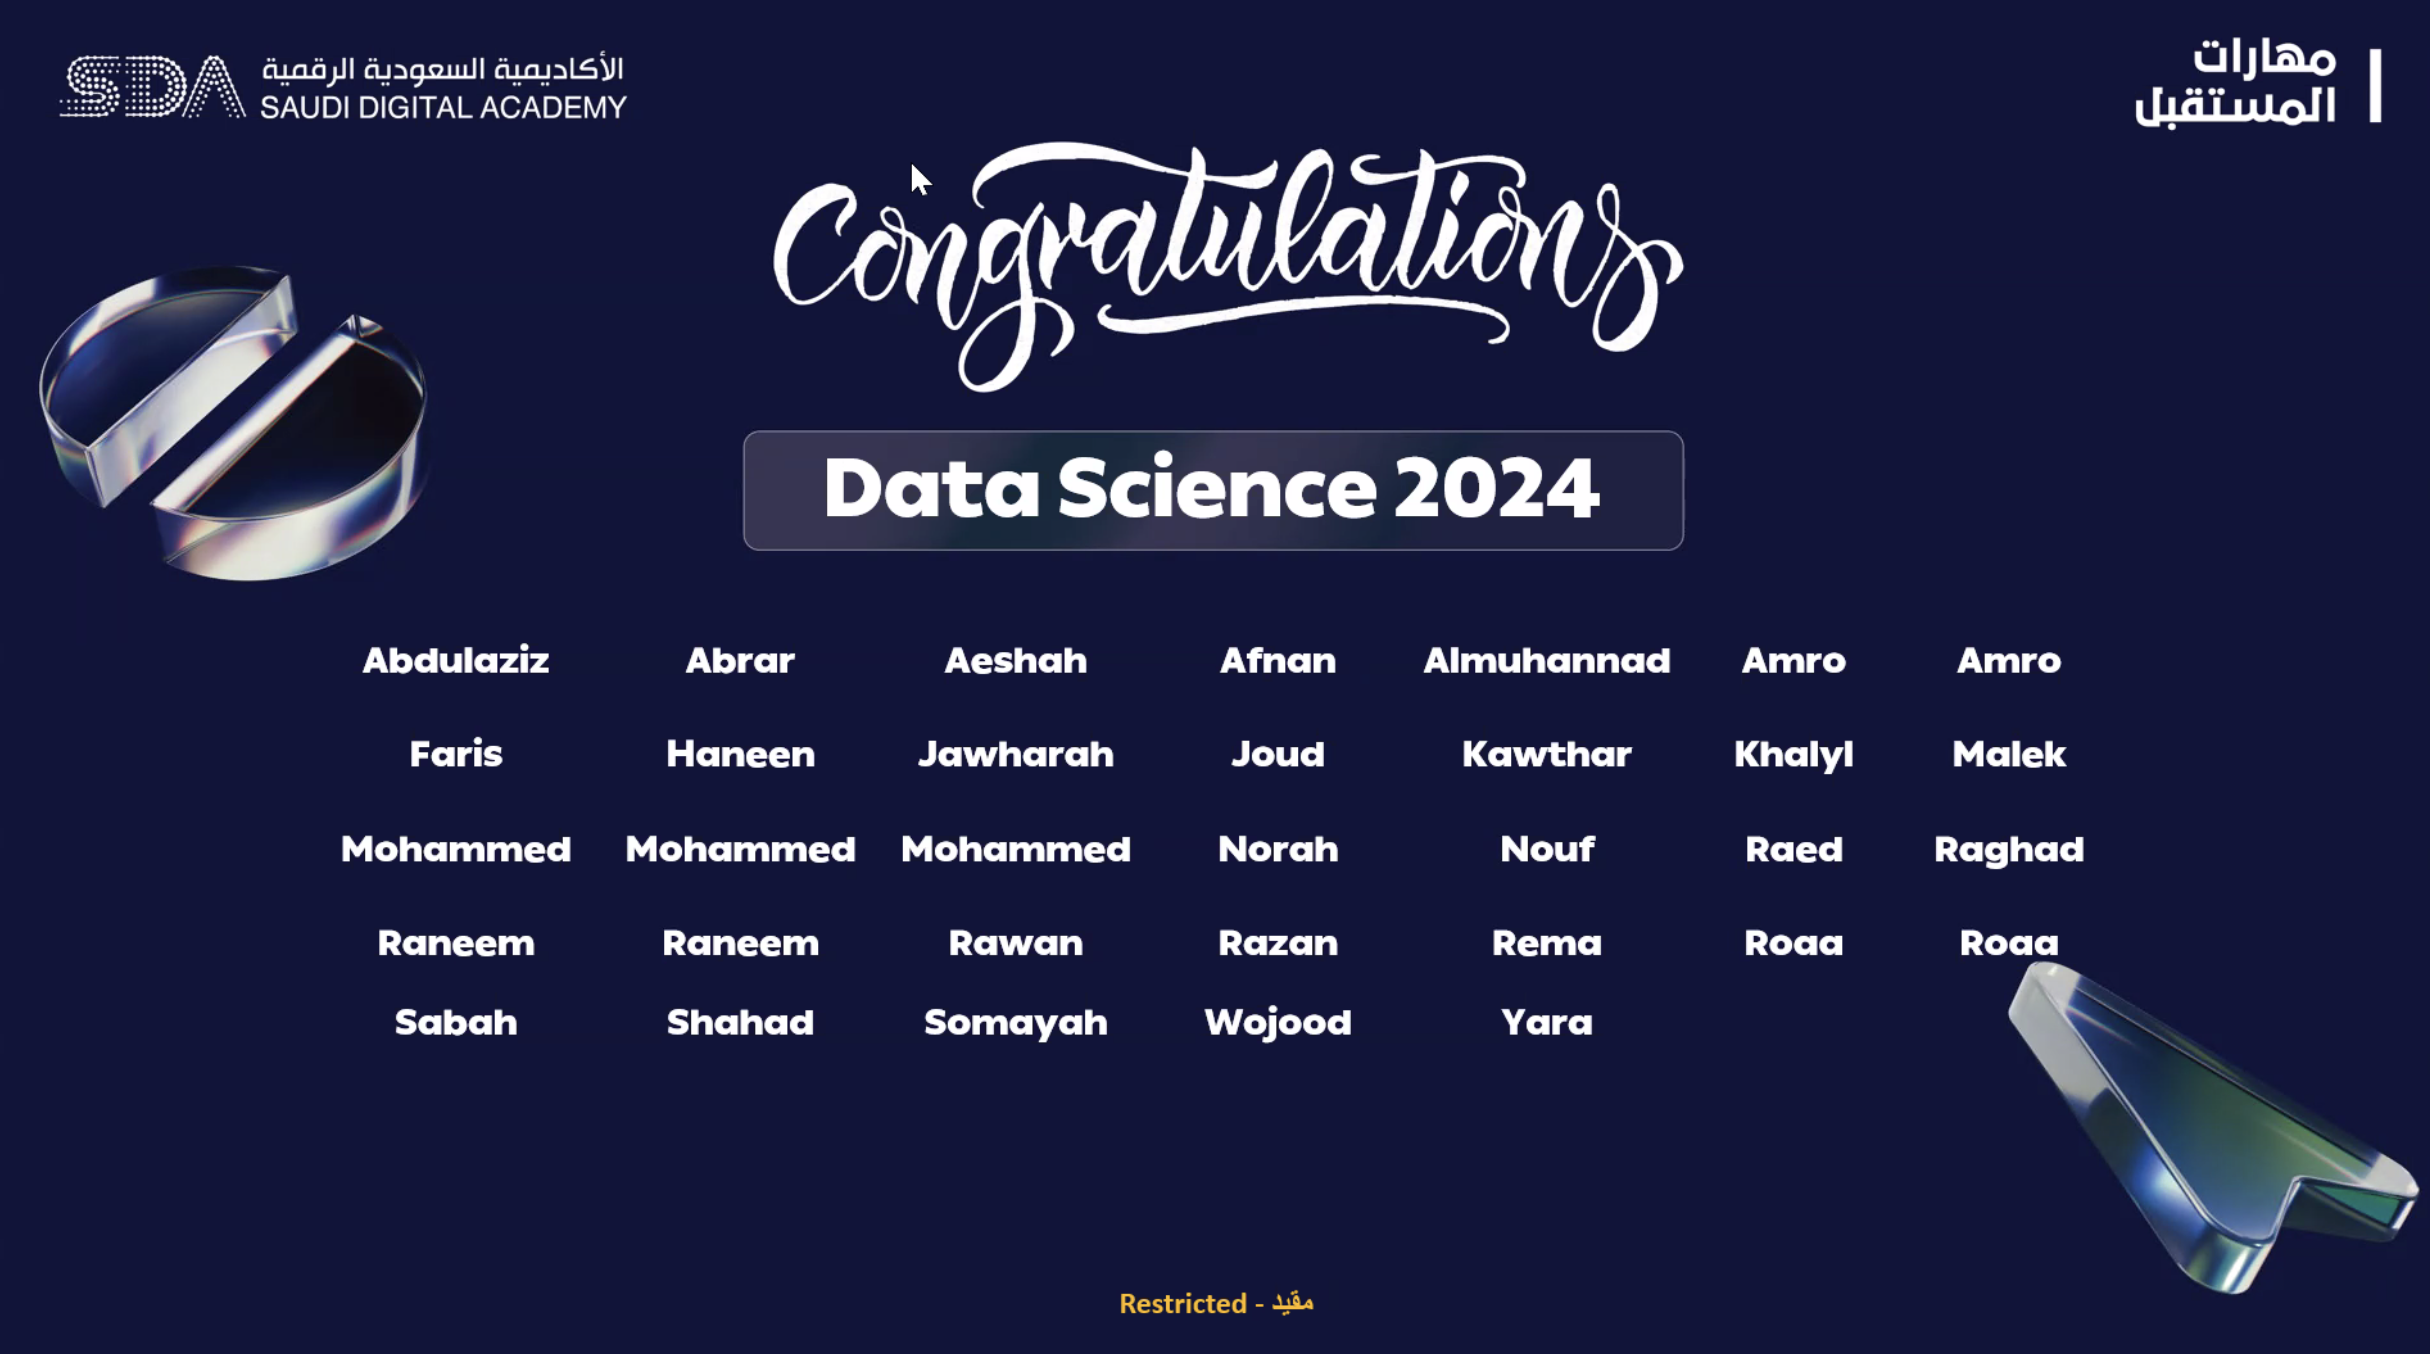 SDA
الأكاديمية السعودية الرقمية
SAUDI DIGITAL ACADEMY
مهارات
المستقبل
Congratulations
Data Science 2024
Abdulaziz Abrar Aeshah Afnan Almuhannad Amro Amro
Faris Haneen Jawharah Joud Kawthar Khalyl Malek
Mohammed Mohammed Mohammed Norah Nouf Raed Raghad
Raneem Raneem Rawan Razan Rema Roaa Roaa
Sabah Shahad Somayah Wojood Yara
Restricted - مقيد